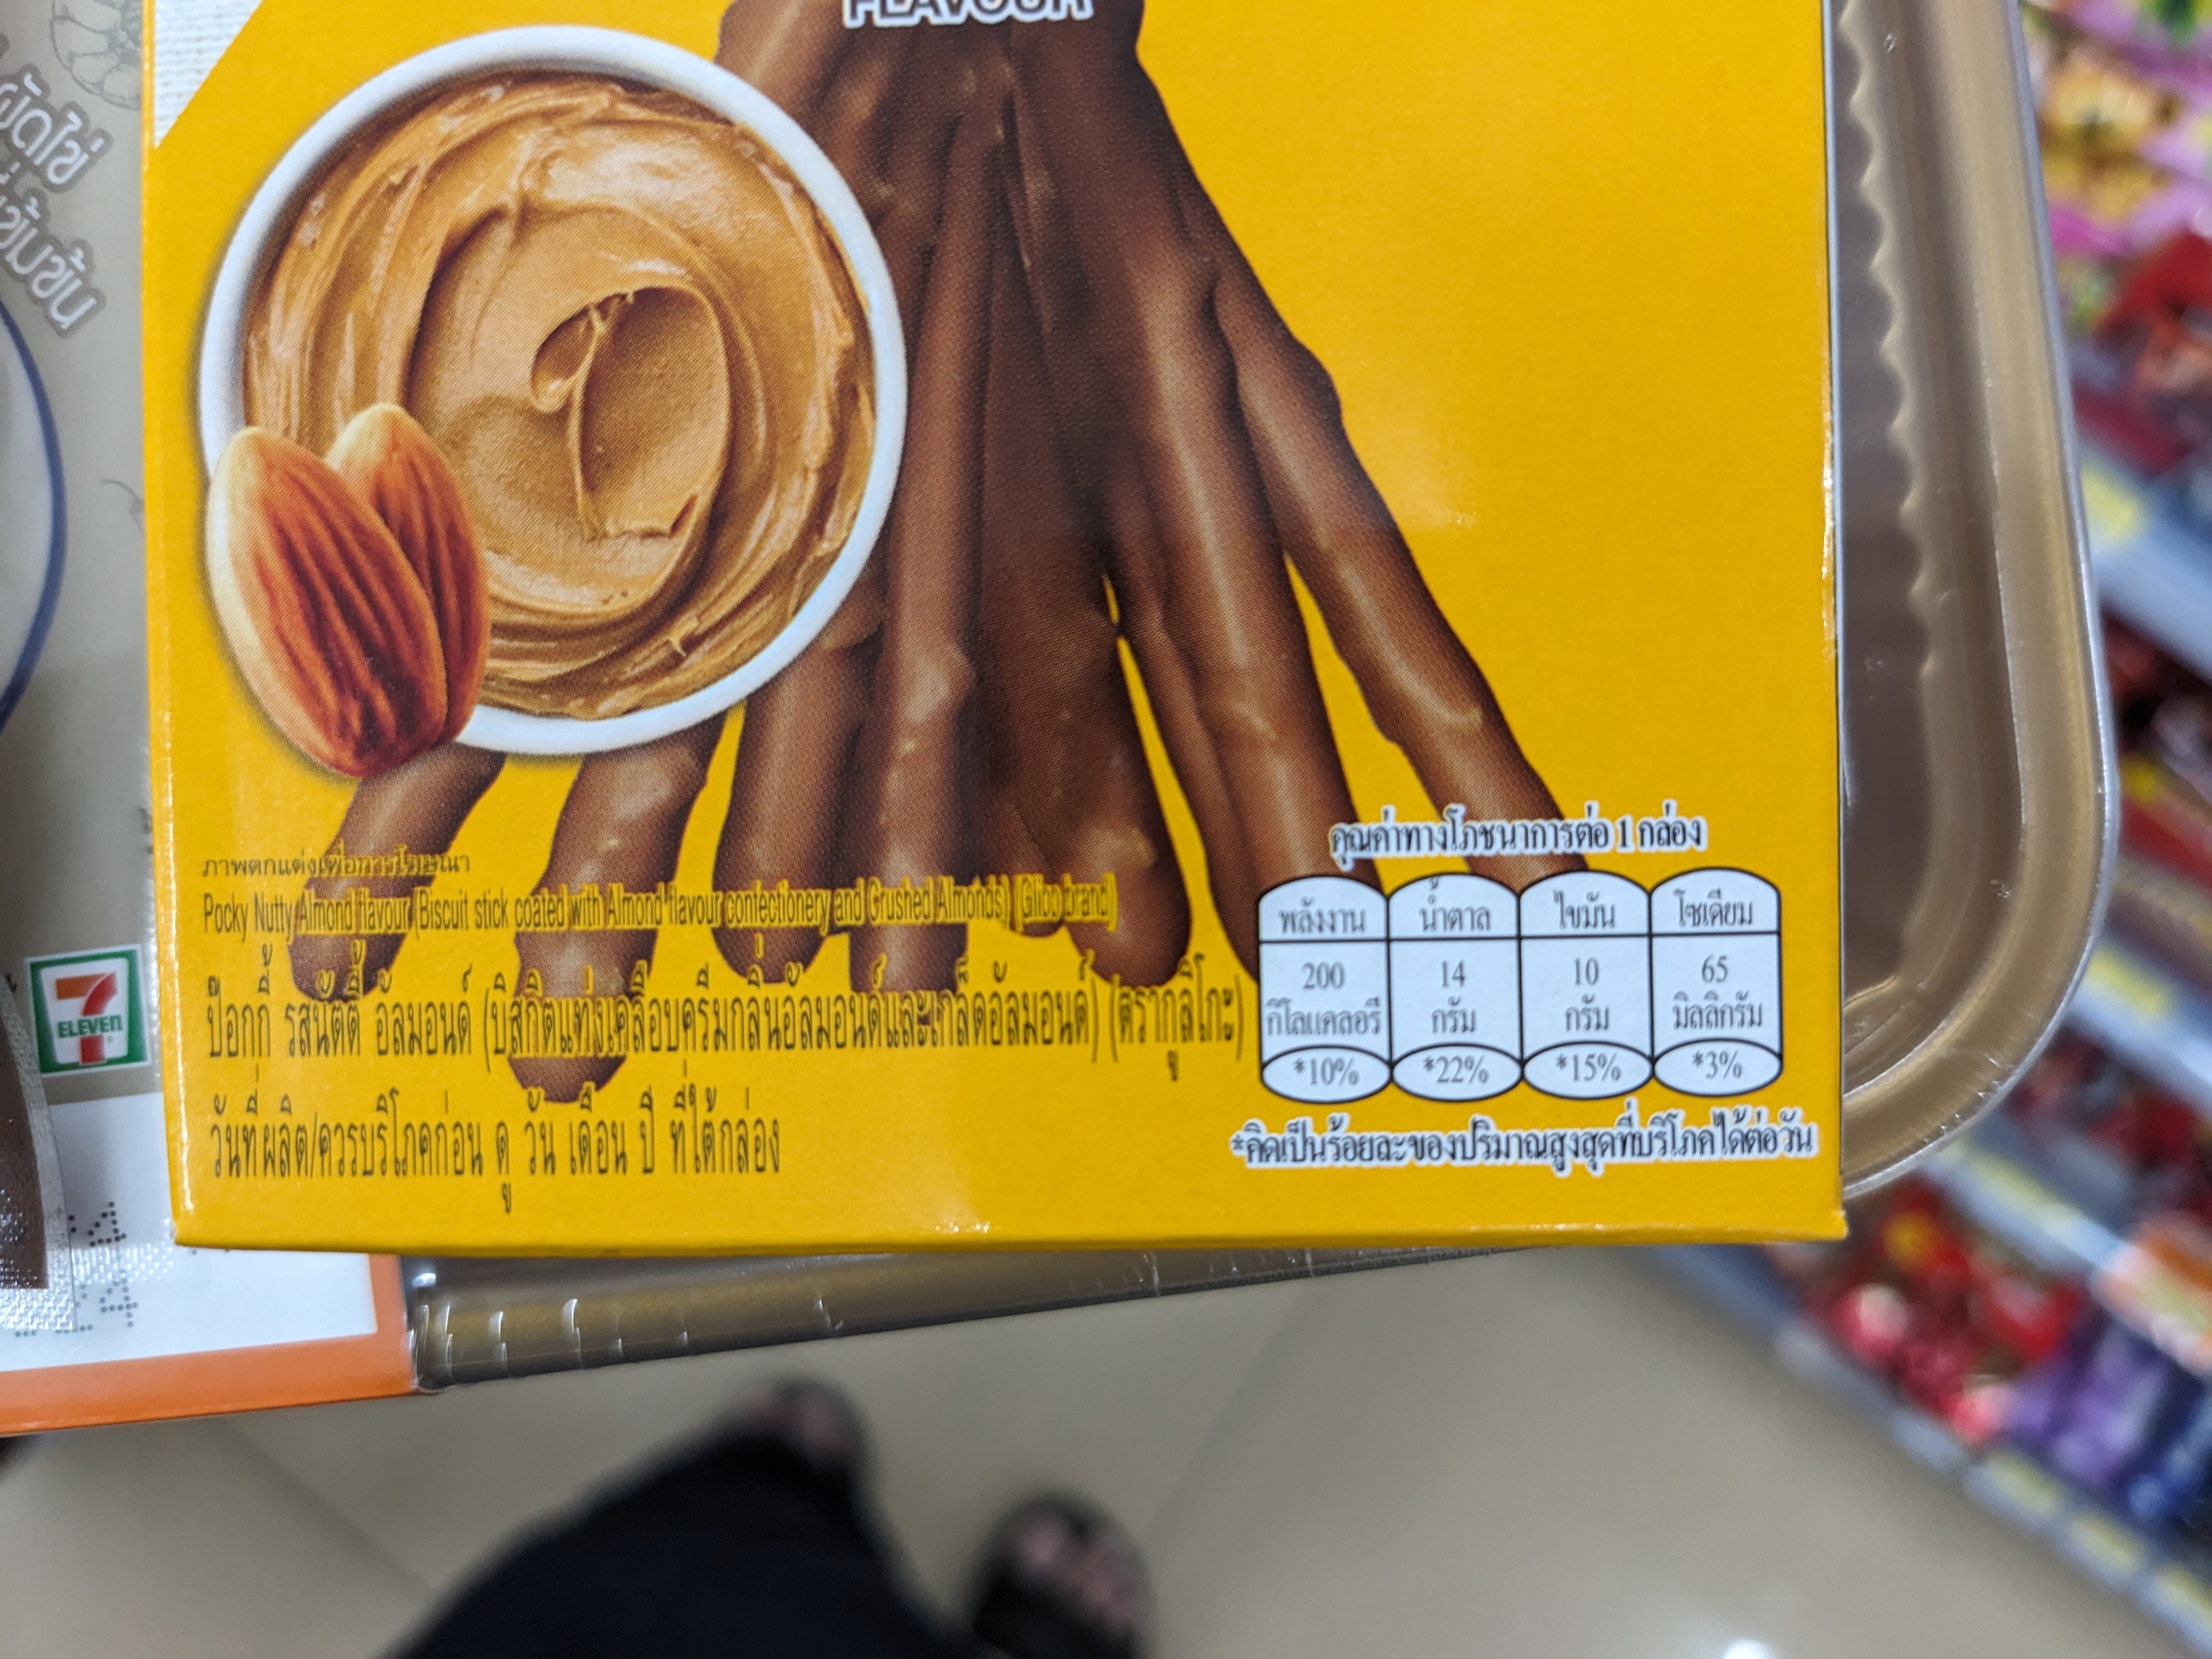 FLAVOUR
ผัดไข่
เข้มข้น
ภาพตกแต่งเพื่อการโฆษณา
Pocky Nutty Almond flavour (Biscuit stick coated with Almond flavour confectionery and Crushed Almonds) (Glico brand)
ป๊อกกี้ รสนัตตี้ อัลมอนด์ (บิสกิตแท่งเคลือบครีมกลิ่นอัลมอนด์และเกล็ดอัลมอนด์) (ตรากูลิโกะ)
วันที่ผลิต/ควรบริโภคก่อน ดู วัน เดือน ปี ที่ใต้กล่อง
คุณค่าทางโภชนาการต่อ 1 กล่อง
พลังงาน น้ำตาล ไขมัน โซเดียม
200 14 10 65
กิโลแคลอรี กรัม กรัม มิลลิกรัม
*10% *22% *15% *3%
*คิดเป็นร้อยละของปริมาณสูงสุดที่บริโภคได้ต่อวัน
7
ELEVEN